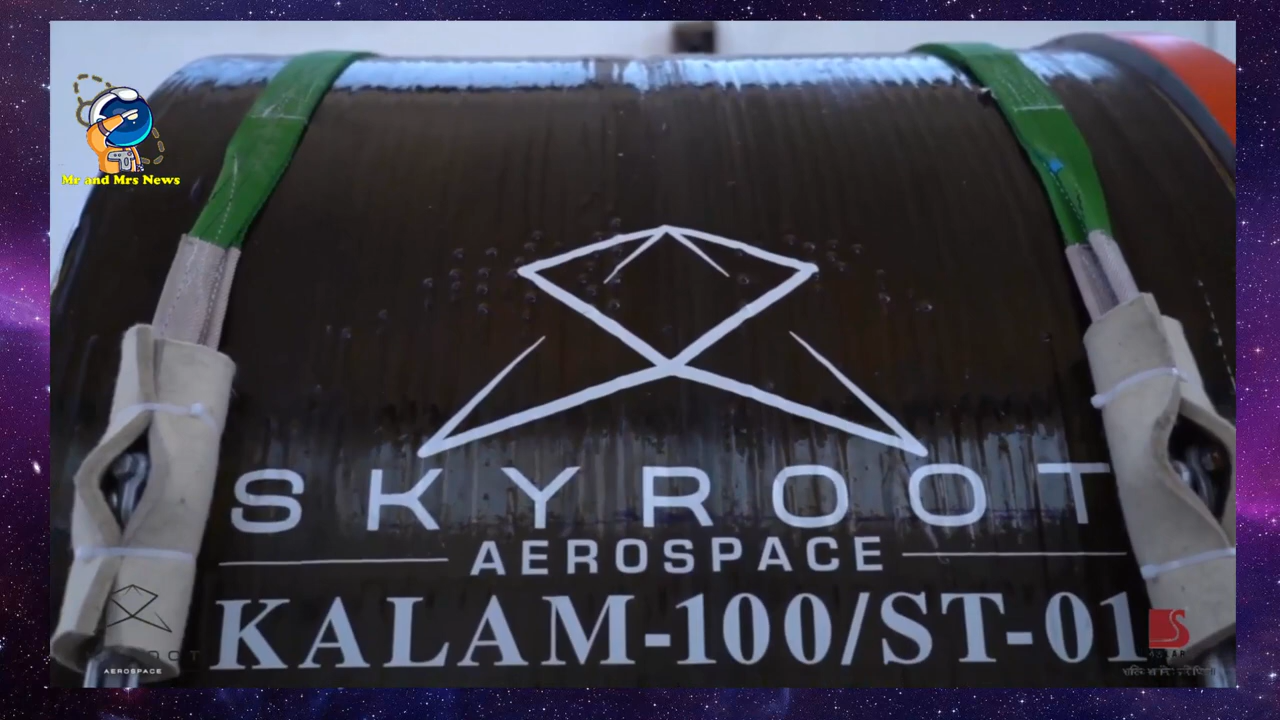 Mr and Mrs News
SKYROOT
AEROSPACE
KALAM-100/ST-01
AEROSPACE